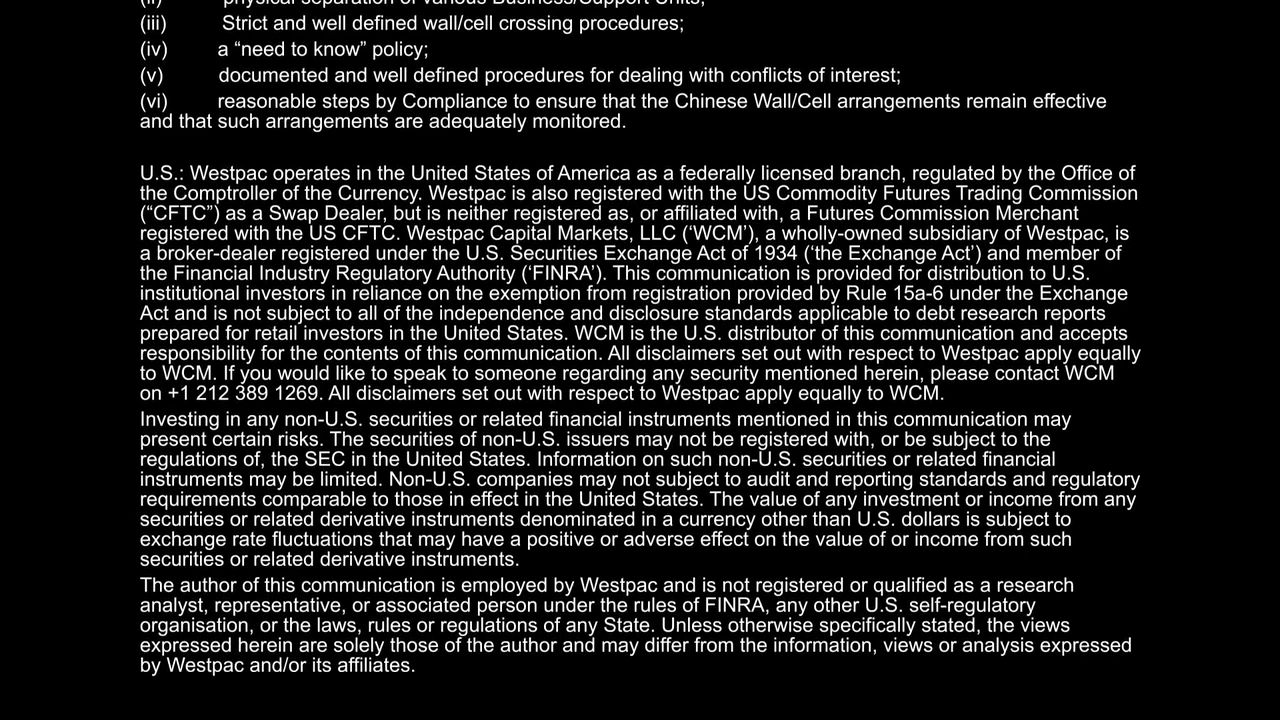 (ii) physical separation of various Business/Support Units;
(iii) Strict and well defined wall/cell crossing procedures;
(iv) a “need to know” policy;
(v) documented and well defined procedures for dealing with conflicts of interest;
(vi) reasonable steps by Compliance to ensure that the Chinese Wall/Cell arrangements remain effective
and that such arrangements are adequately monitored.
U.S.: Westpac operates in the United States of America as a federally licensed branch, regulated by the Office of
the Comptroller of the Currency. Westpac is also registered with the US Commodity Futures Trading Commission
(“CFTC”) as a Swap Dealer, but is neither registered as, or affiliated with, a Futures Commission Merchant
registered with the US CFTC. Westpac Capital Markets, LLC (‘WCM’), a wholly-owned subsidiary of Westpac, is
a broker-dealer registered under the U.S. Securities Exchange Act of 1934 (‘the Exchange Act’) and member of
the Financial Industry Regulatory Authority (‘FINRA’). This communication is provided for distribution to U.S.
institutional investors in reliance on the exemption from registration provided by Rule 15a-6 under the Exchange
Act and is not subject to all of the independence and disclosure standards applicable to debt research reports
prepared for retail investors in the United States. WCM is the U.S. distributor of this communication and accepts
responsibility for the contents of this communication. All disclaimers set out with respect to Westpac apply equally
to WCM. If you would like to speak to someone regarding any security mentioned herein, please contact WCM
on +1 212 389 1269. All disclaimers set out with respect to Westpac apply equally to WCM.
Investing in any non-U.S. securities or related financial instruments mentioned in this communication may
present certain risks. The securities of non-U.S. issuers may not be registered with, or be subject to the
regulations of, the SEC in the United States. Information on such non-U.S. securities or related financial
instruments may be limited. Non-U.S. companies may not subject to audit and reporting standards and regulatory
requirements comparable to those in effect in the United States. The value of any investment or income from any
securities or related derivative instruments denominated in a currency other than U.S. dollars is subject to
exchange rate fluctuations that may have a positive or adverse effect on the value of or income from such
securities or related derivative instruments.
The author of this communication is employed by Westpac and is not registered or qualified as a research
analyst, representative, or associated person under the rules of FINRA, any other U.S. self-regulatory
organisation, or the laws, rules or regulations of any State. Unless otherwise specifically stated, the views
expressed herein are solely those of the author and may differ from the information, views or analysis expressed
by Westpac and/or its affiliates.